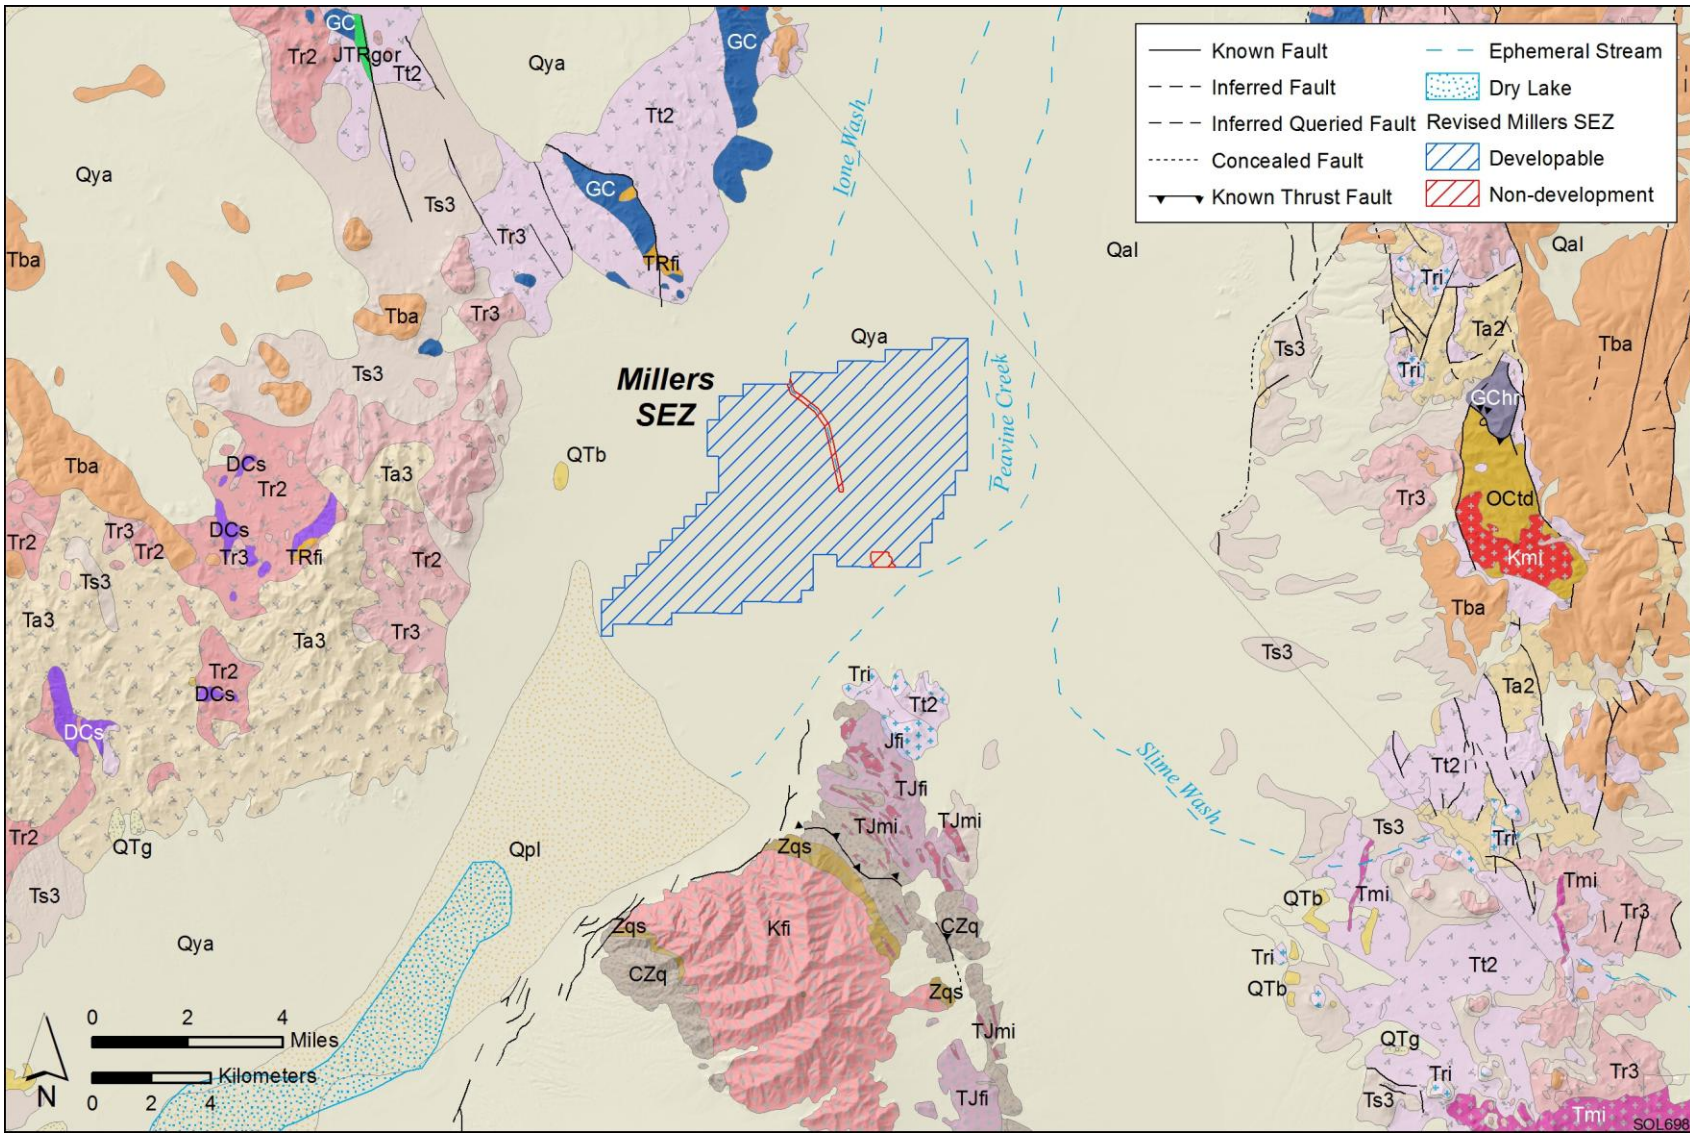 GC
GC
Tr2
JTRgor
Tt2
Qya
Known Fault
Ephemeral Stream
Inferred Fault
Dry Lake
Inferred Queried Fault
Revised Millers SEZ
Concealed Fault
Developable
Known Thrust Fault
Non-development
Tt2
Ione Wash
Qya
GC
Ts3
Tr3
TRfi
Tba
Qal
Qal
Tri
Tba
Tr3
Ts3
Qya
Ts3
Ta2
Tba
Tri
Millers
SEZ
Peavine Creek
GChr
QTb
Tba
DCs
Tr2
Ta3
Tr3
OCtd
DCs
Tr3
Tr2
Tr3
Tr2
TRfi
Tr2
Kmt
Ts3
Ta3
Ta3
Tr3
Tba
Ts3
Tr2
DCs
DCs
Tri
Tt2
Ta2
Jfi
Tt2
Slime Wash
TJfi
TJmi
TJmi
Ts3
Tri
Tr2
QTg
Qpl
Zqs
Ts3
Tmi
Tmi
QTb
Tr3
Qya
Zqs
Kfi
CZq
CZq
Tri
Tt2
QTb
Zqs
TJmi
QTg
0 2 4
Miles
Kilometers
0 2 4
N
Tri
Tr3
Ts3
TJfi
Tmi
SOL698